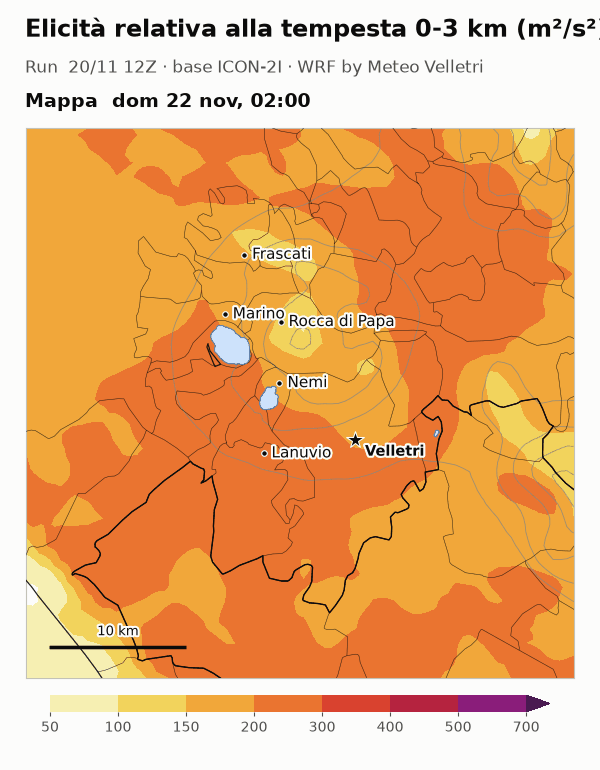 Elicità relativa alla tempesta 0-3 km (m²/s²)
Run  20/11 12Z · base ICON-2I · WRF by Meteo Velletri
Mappa  dom 22 nov, 02:00
Frascati
Marino
Rocca di Papa
Nemi
Velletri
Lanuvio
10 km
50 100 150 200 300 400 500 700